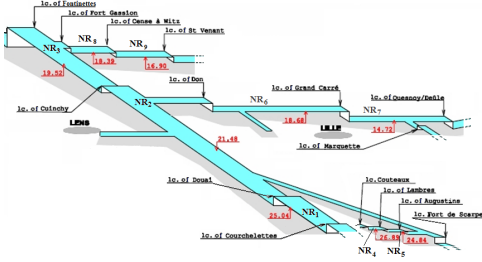 lc. of Fontinettes
lc. of Fort Gassion
lc. of Cense à Witz
lc. of St Venant
NR3
NR8
NR9
19.52
18.39
16.90
lc. of Don
lc. of Cuinchy
NR2
NR6
lc. of Grand Carré
lc. of Quesnoy/Deûle
NR7
LENS
18.68
LILLE
14.72
lc. of Marquette
21.48
lc. of Douai
lc. of Couteaux
lc. of Lambres
lc. of Augustins
lc. Fort de Scarpe
25.04
NR1
lc. of Courchelettes
26.89
24.84
NR4
NR5